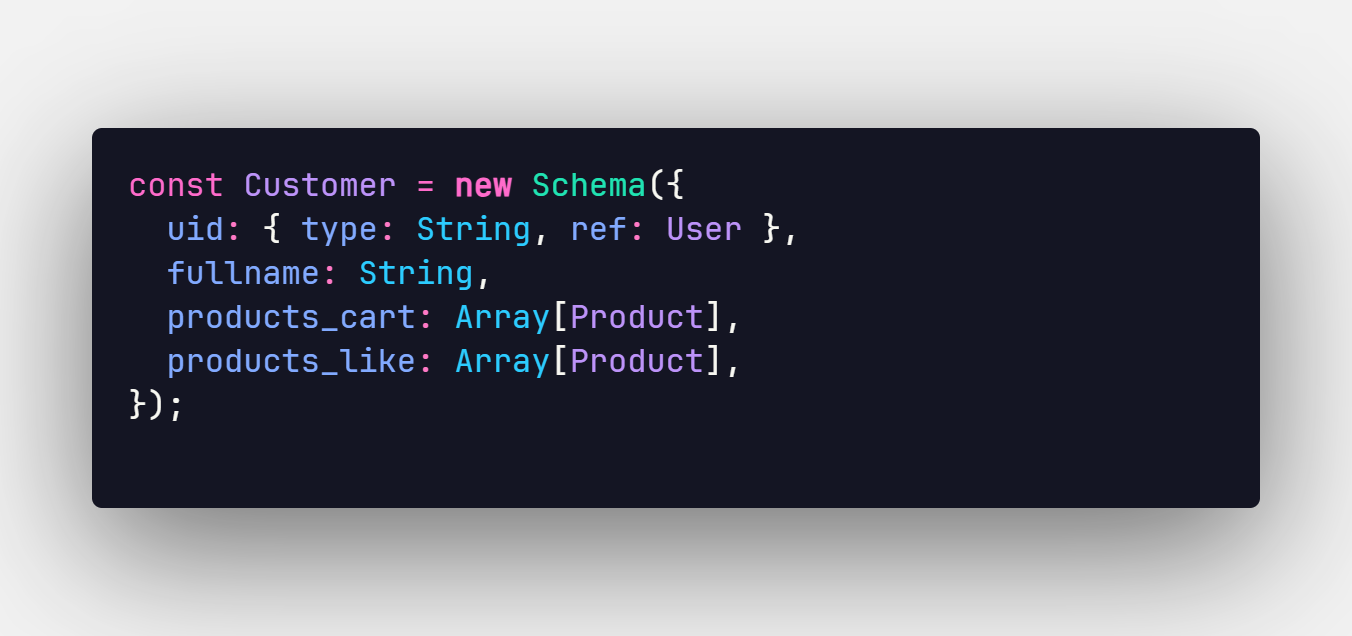 const Customer = new Schema({
  uid: { type: String, ref: User },
  fullname: String,
  products_cart: Array[Product],
  products_like: Array[Product],
});